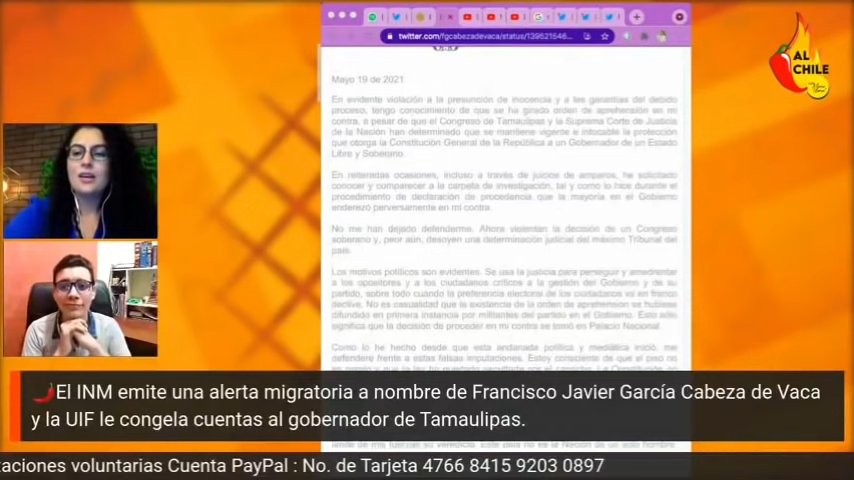 twitter.com/fgcabezadevaca/status/139521546...
AL
CHILE
Mayo 19 de 2021
En evidente violación a la presunción de inocencia y a las garantías del debido
proceso, tengo conocimiento de que se ha girado orden de aprehensión en mi
contra, a pesar de que el Congreso de Tamaulipas y la Suprema Corte de Justicia
de la Nación han determinado que se mantiene vigente e intocable la protección
que otorga la Constitución General de la República a un Gobernador de un Estado
Libre y Soberano.
En reiteradas ocasiones, incluso a través de juicios de amparos, he solicitado
conocer y comparecer a la carpeta de investigación, tal y como lo hice durante el
procedimiento de declaración de procedencia que la mayoría en el Gobierno
enderezó perversamente en mi contra.
No me han dejado defenderme. Ahora violentan la decisión de un Congreso
soberano y, peor aún, desoyen una determinación judicial del máximo Tribunal del
país.
Los motivos políticos son evidentes. Se usa la justicia para perseguir y amedrentar
a los opositores y a los ciudadanos críticos a la gestión del Gobierno y de su
partido, sobre todo cuando la preferencia electoral de los ciudadanos va en franco
declive. No es casualidad que la existencia de la orden de aprehensión se hubiese
difundido en primera instancia por militantes del partido en el Gobierno. Esto sólo
significa que la decisión de proceder en mi contra se tomó en Palacio Nacional.
Como lo he hecho desde que esta andanada política y mediática inició, me
defenderé frente a estas falsas imputaciones. Estoy consciente de que el piso no
El INM emite una alerta migratoria a nombre de Francisco Javier García Cabeza de Vaca
y la UIF le congela cuentas al gobernador de Tamaulipas.
taciones voluntarias Cuenta PayPal : No. de Tarjeta 4766 8415 9203 0897